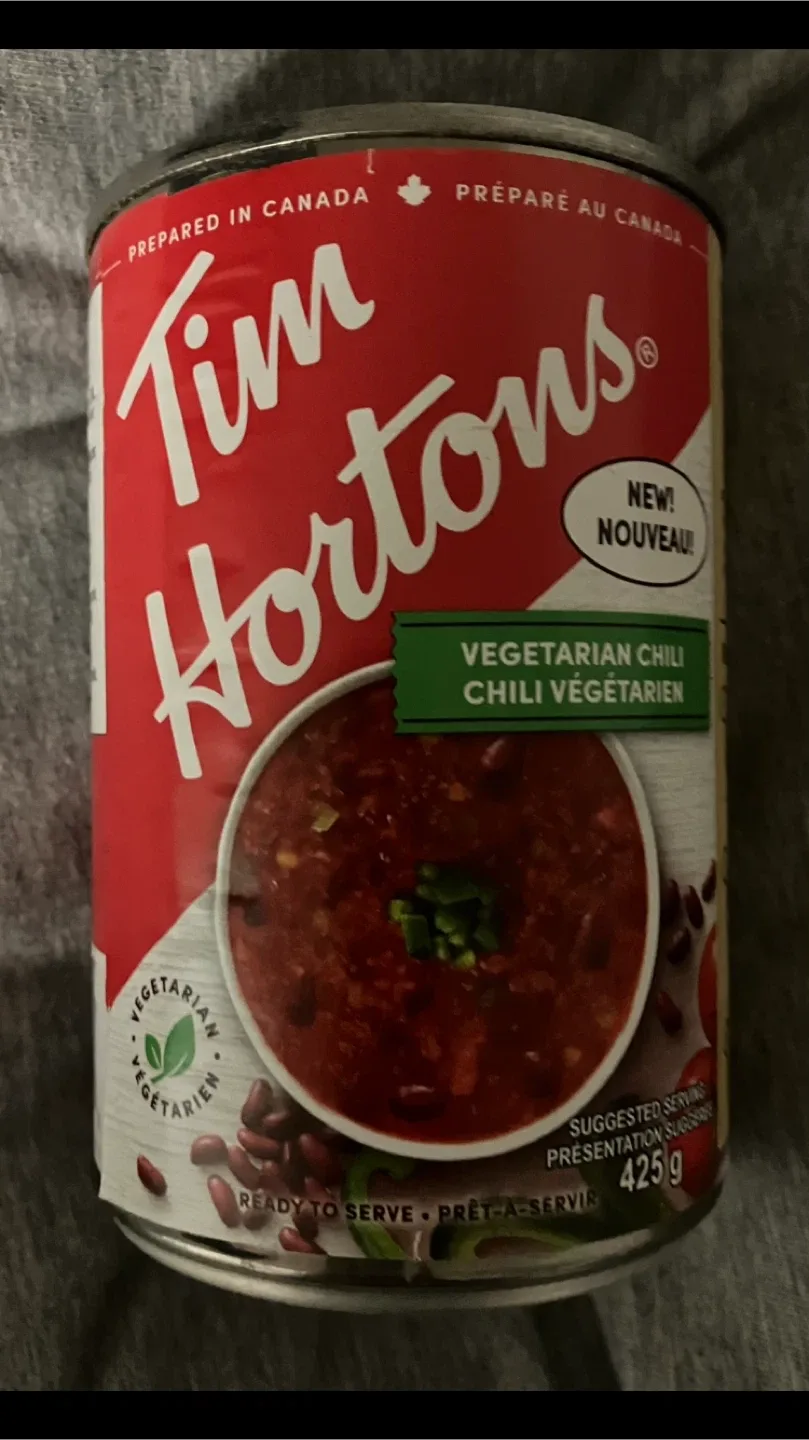 PREPARED IN CANADA PRÉPARÉ AU CANADA
Tim
Hortons®
NEW!
NOUVEAU!
VEGETARIAN CHILI
CHILI VÉGÉTARIEN
VEGETARIAN • VÉGÉTARIEN •
SUGGESTED SERVING
PRÉSENTATION SUGGÉRÉE
425 g
READY TO SERVE • PRÊT-À-SERVIR